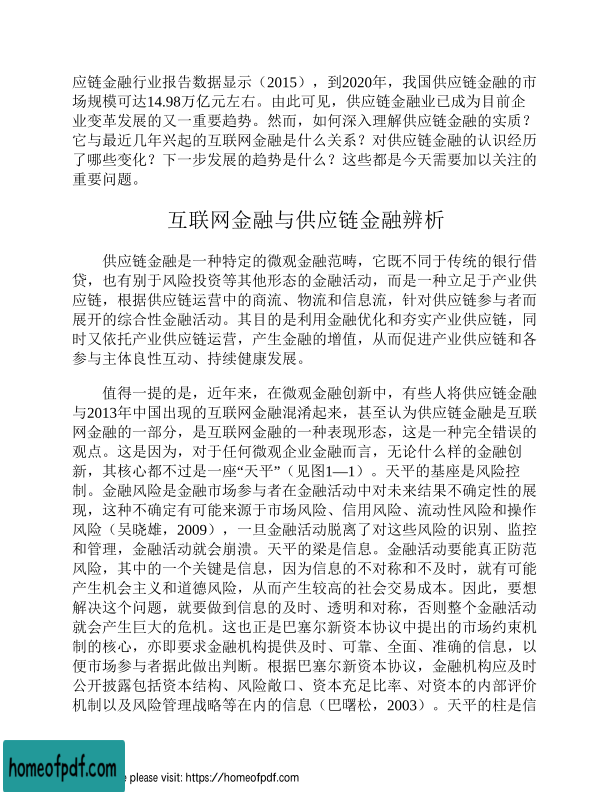 应链金融行业报告数据显示（2015），到2020年，我国供应链金融的市
场规模可达14.98万亿元左右。由此可见，供应链金融业已成为目前企
业变革发展的又一重要趋势。然而，如何深入理解供应链金融的实质？
它与最近几年兴起的互联网金融是什么关系？对供应链金融的认识经历
了哪些变化？下一步发展的趋势是什么？这些都是今天需要加以关注的
重要问题。
互联网金融与供应链金融辨析
供应链金融是一种特定的微观金融范畴，它既不同于传统的银行借
贷，也有别于风险投资等其他形态的金融活动，而是一种立足于产业供
应链，根据供应链运营中的商流、物流和信息流，针对供应链参与者而
展开的综合性金融活动。其目的是利用金融优化和夯实产业供应链，同
时又依托产业供应链运营，产生金融的增值，从而促进产业供应链和各
参与主体良性互动、持续健康发展。
值得一提的是，近年来，在微观金融创新中，有些人将供应链金融
与2013年中国出现的互联网金融混淆起来，甚至认为供应链金融是互联
网金融的一部分，是互联网金融的一种表现形态，这是一种完全错误的
观点。这是因为，对于任何微观企业金融而言，无论什么样的金融创
新，其核心都不过是一座“天平”（见图1—1）。天平的基座是风险控
制。金融风险是金融市场参与者在金融活动中对未来结果不确定性的展
现，这种不确定有可能来源于市场风险、信用风险、流动性风险和操作
风险（吴晓雄，2009），一旦金融活动脱离了对这些风险的识别、监控
和管理，金融活动就会崩溃。天平的梁是信息。金融活动要能真正防范
风险，其中的一个关键是信息，因为信息的不对称和不及时，就有可能
产生机会主义和道德风险，从而产生较高的社会交易成本。因此，要想
解决这个问题，就要做到信息的及时、透明和对称，否则整个金融活动
就会产生巨大的危机。这也正是巴塞尔新资本协议中提出的市场约束机
制的核心，亦即要求金融机构提供及时、可靠、全面、准确的信息，以
便市场参与者据此做出判断。根据巴塞尔新资本协议，金融机构应及时
公开披露包括资本结构、风险敞口、资本充足比率、对资本的内部评价
机制以及风险管理战略等在内的信息（巴曙松，2003）。天平的柱是信
homeofpdf.com
please visit: https://homeofpdf.com